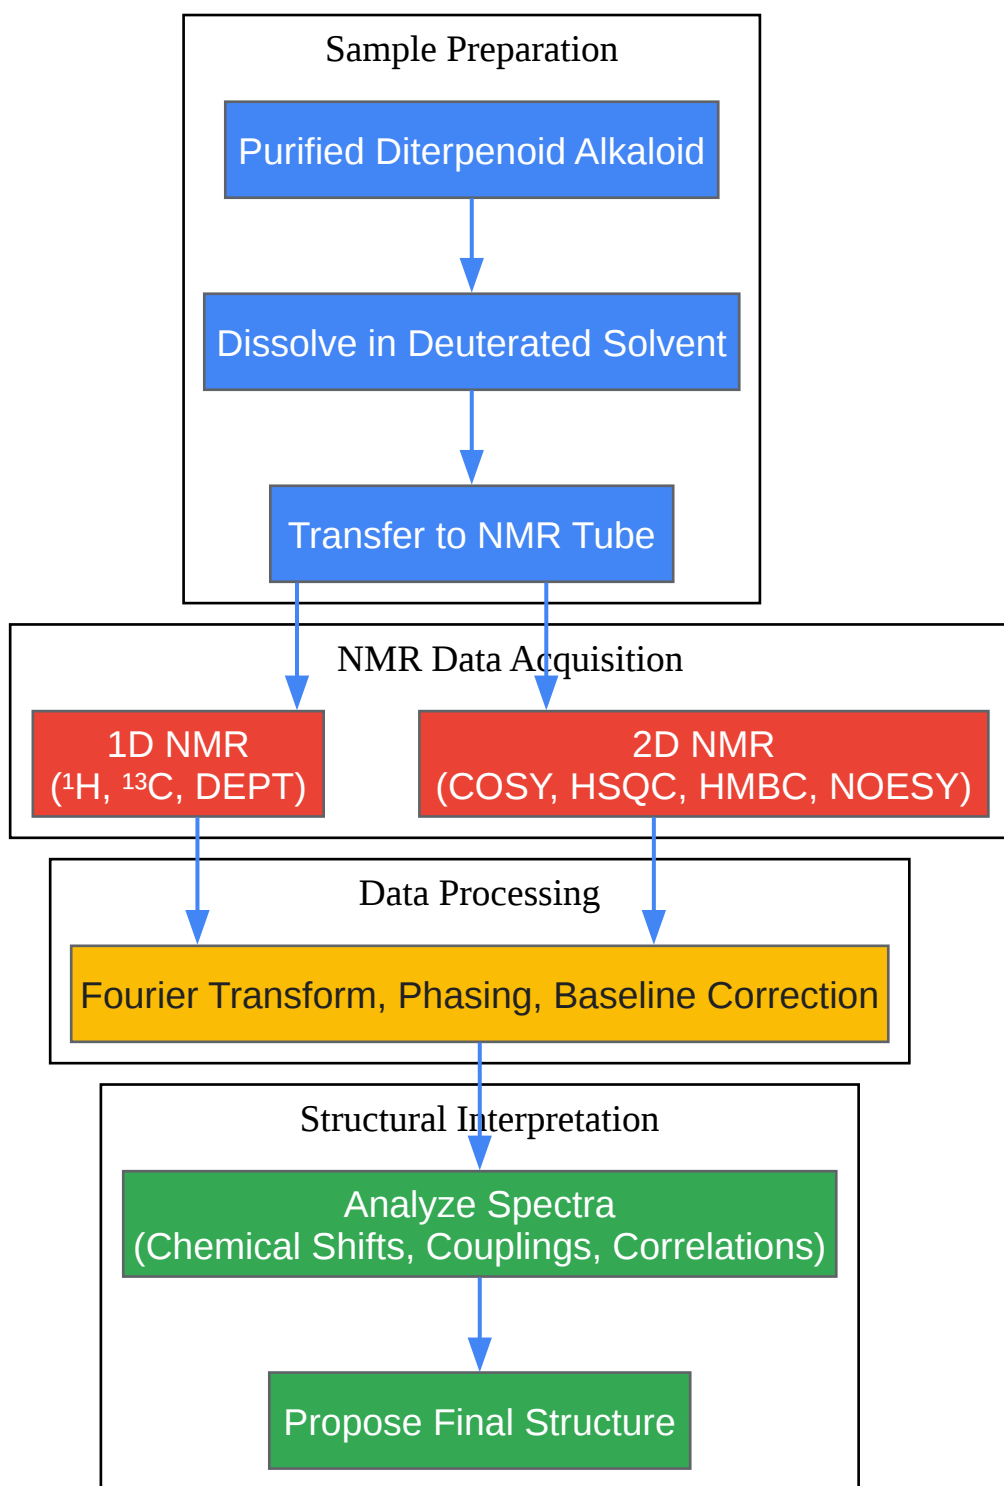 Sample Preparation
Purified Diterpenoid Alkaloid
Dissolve in Deuterated Solvent
Transfer to NMR Tube
NMR Data Acquisition
1D NMR
(¹H, ¹³C, DEPT)
2D NMR
(COSY, HSQC, HMBC, NOESY)
Data Processing
Fourier Transform, Phasing, Baseline Correction
Structural Interpretation
Analyze Spectra
(Chemical Shifts, Couplings, Correlations)
Propose Final Structure